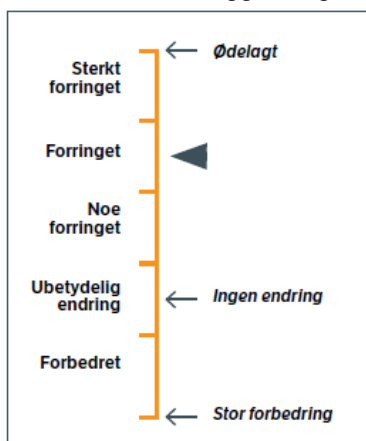 Ødelagt
Sterkt
forringet
Forringet
Noe
forringet
Ubetydelig
endring
Ingen endring
Forbedret
Stor forbedring